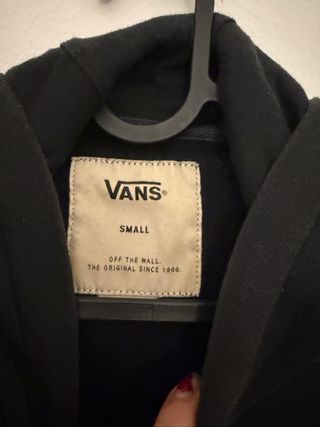 VANS®
SMALL
OFF THE WALL.
THE ORIGINAL SINCE 1966.